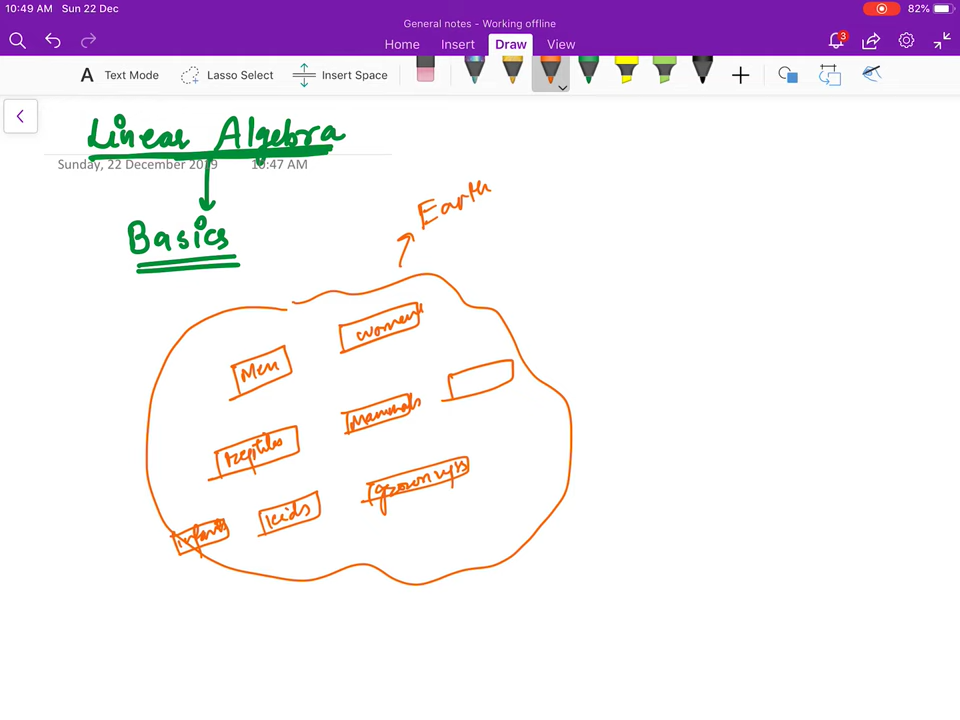 10:49 AM Sun 22 Dec 82%
General notes - Working offline
Home Insert Draw View 3
A Text Mode Lasso Select Insert Space
Linear Algebra
Sunday, 22 December 2019 10:47 AM
Basics
Earth
women
Men
Mammals
reptiles
grown ups
kids
infants